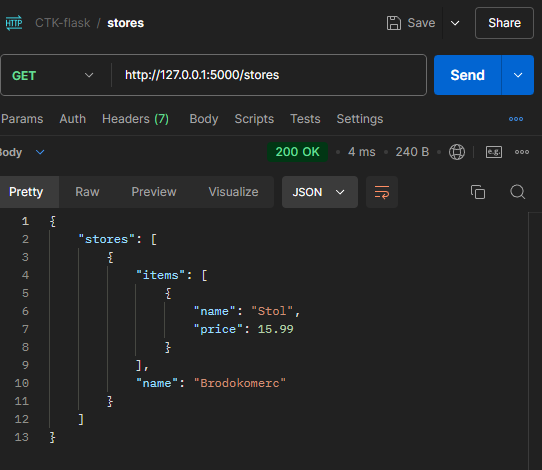 HTTP CTK-flask / stores Save Share
GET http://127.0.0.1:5000/stores Send
Params Auth Headers (7) Body Scripts Tests Settings
Body 200 OK 4 ms 240 B e.g.
Pretty Raw Preview Visualize JSON
1 {
2 "stores": [
3 {
4 "items": [
5 {
6 "name": "Stol",
7 "price": 15.99
8 }
9 ],
10 "name": "Brodokomerc"
11 }
12 ]
13 }